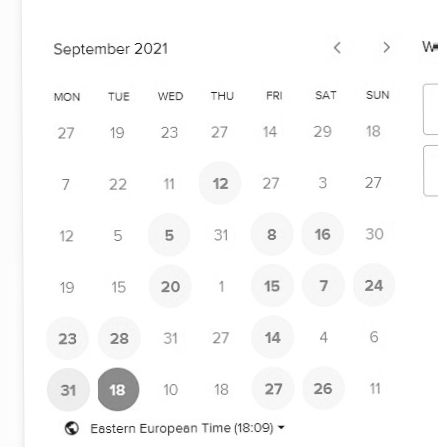 September 2021
MON TUE WED THU FRI SAT SUN
27 19 23 27 14 29 18
7 22 11 12 27 3 27
12 5 5 31 8 16 30
19 15 20 1 15 7 24
23 28 31 27 14 4 6
31 18 10 18 27 26 11
Eastern European Time (18:09)